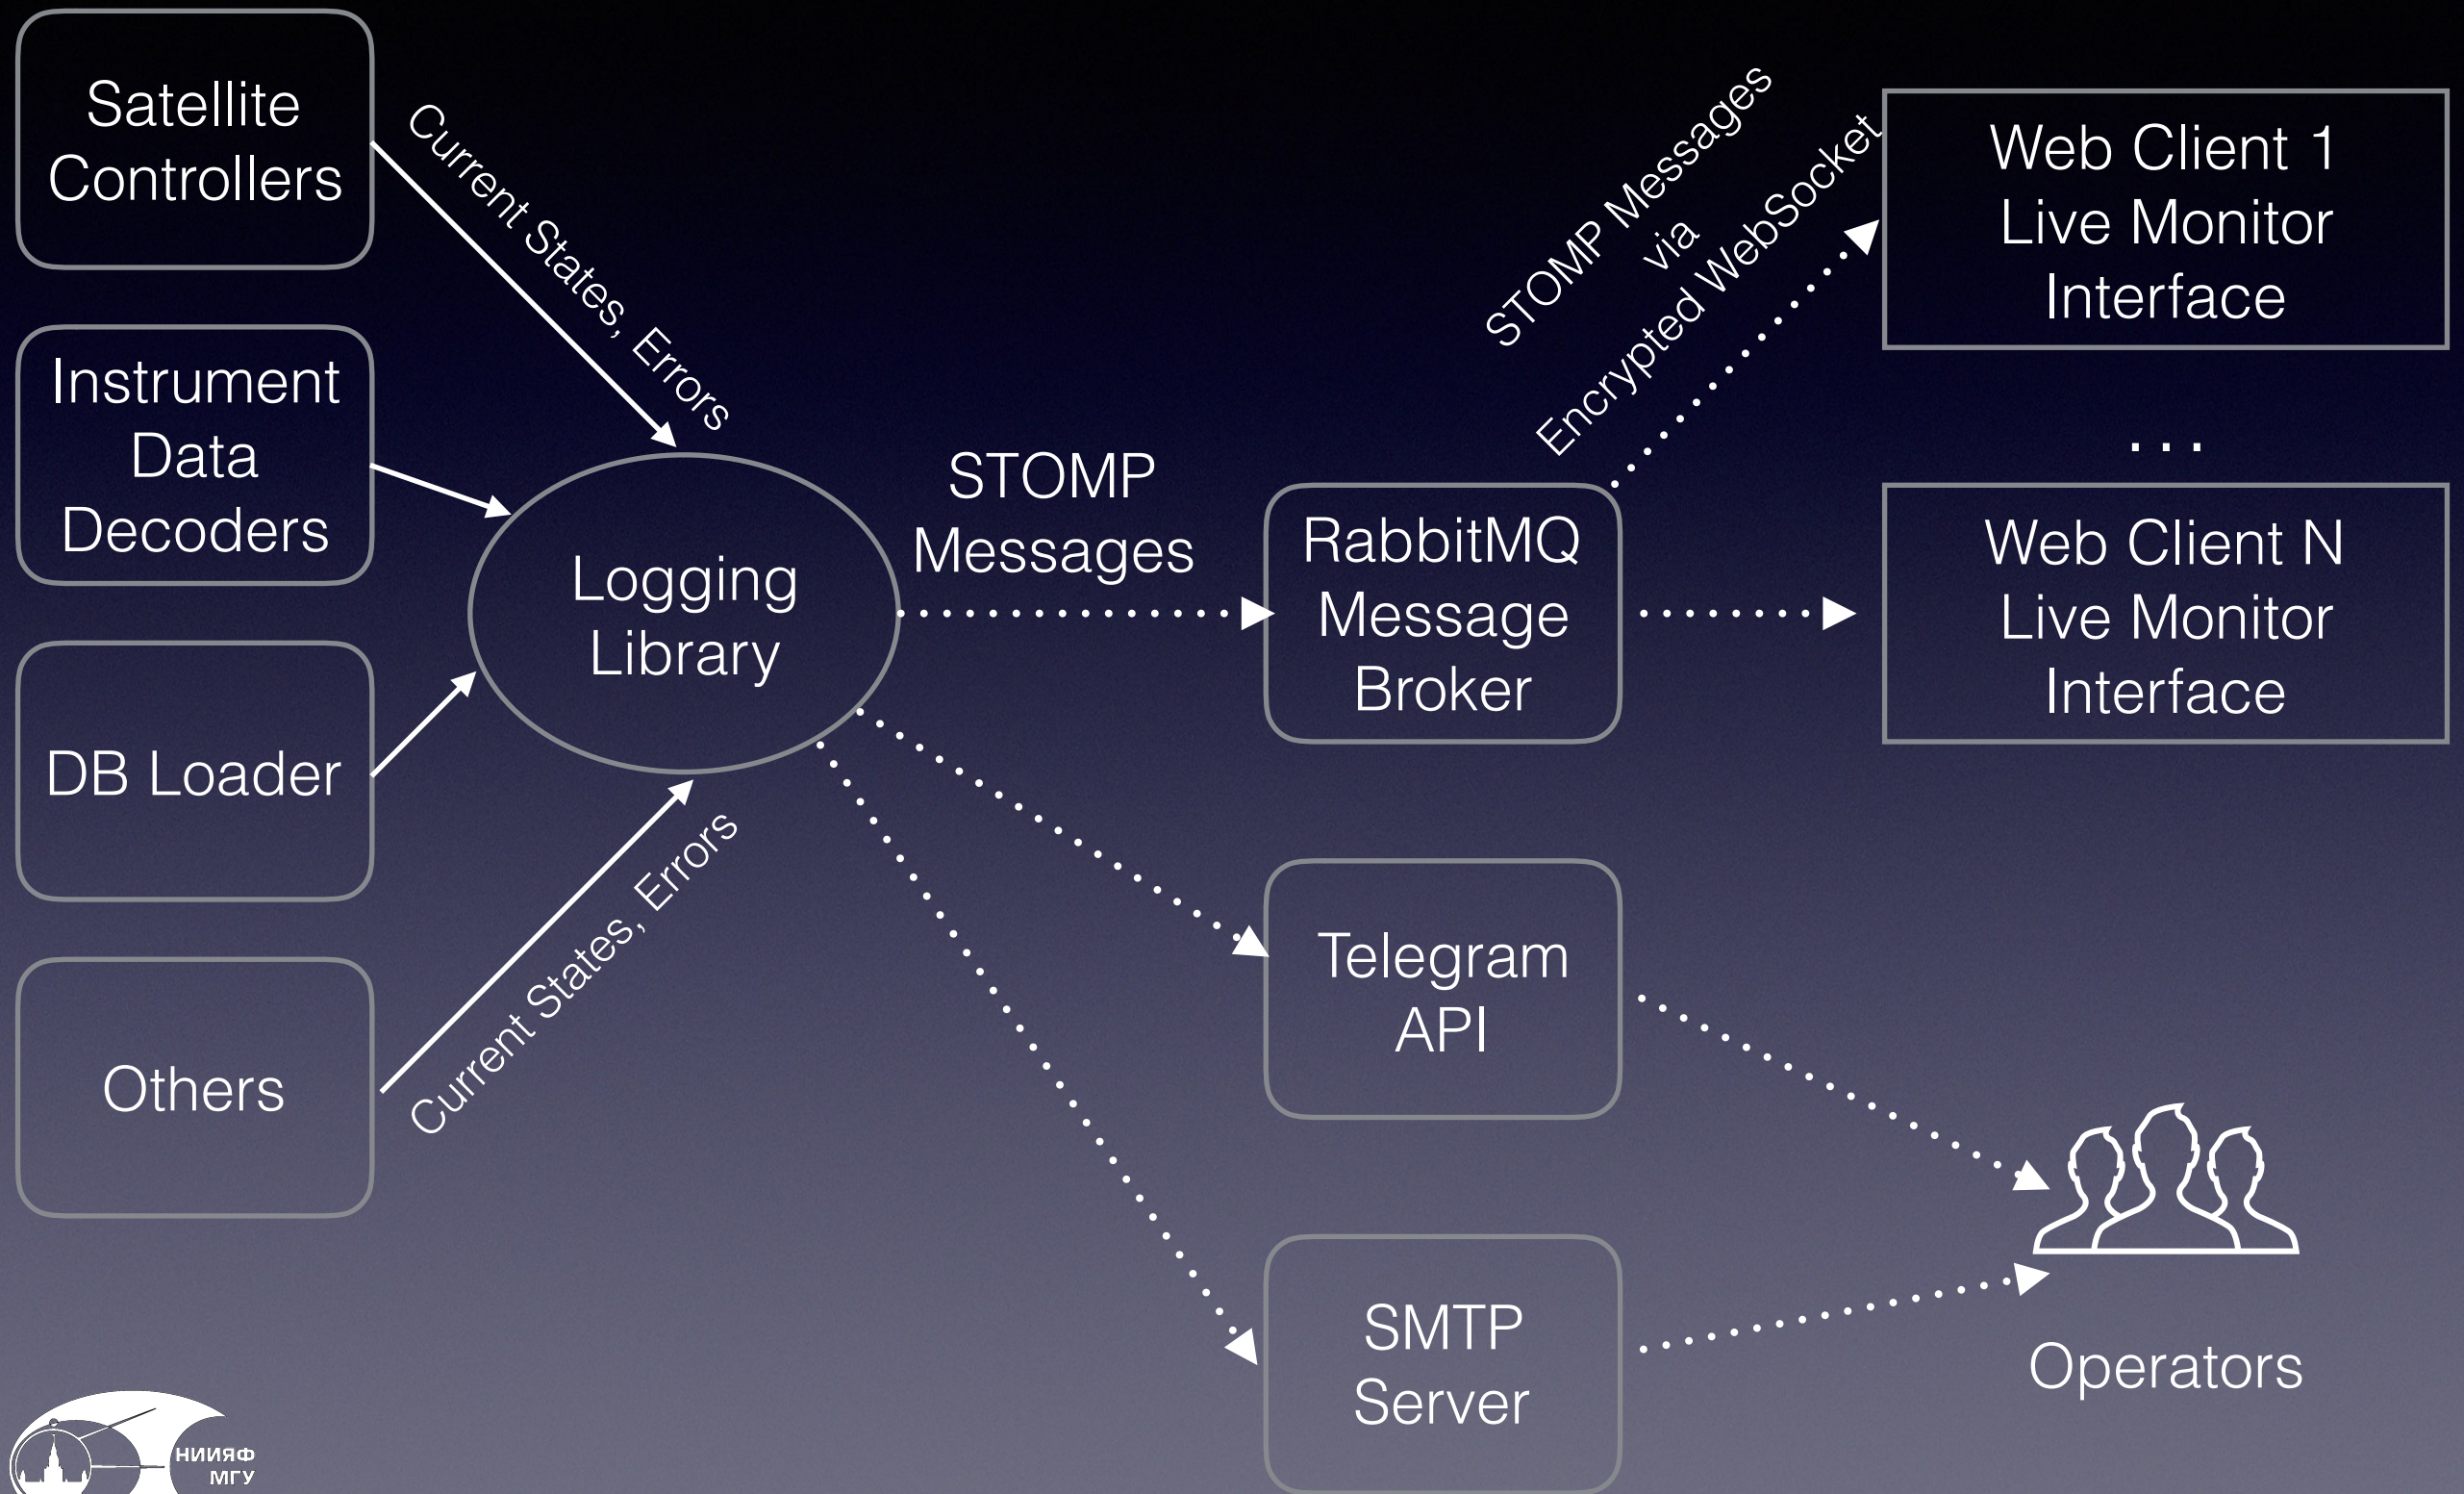 Satellite
Controllers
Instrument
Data
Decoders
DB Loader
Others
Current States, Errors
Current States, Errors
Logging
Library
STOMP
Messages
RabbitMQ
Message
Broker
STOMP Messages
via
Encrypted WebSocket
Web Client 1
Live Monitor
Interface
...
Web Client N
Live Monitor
Interface
Telegram
API
SMTP
Server
Operators
НИИЯФ
МГУ